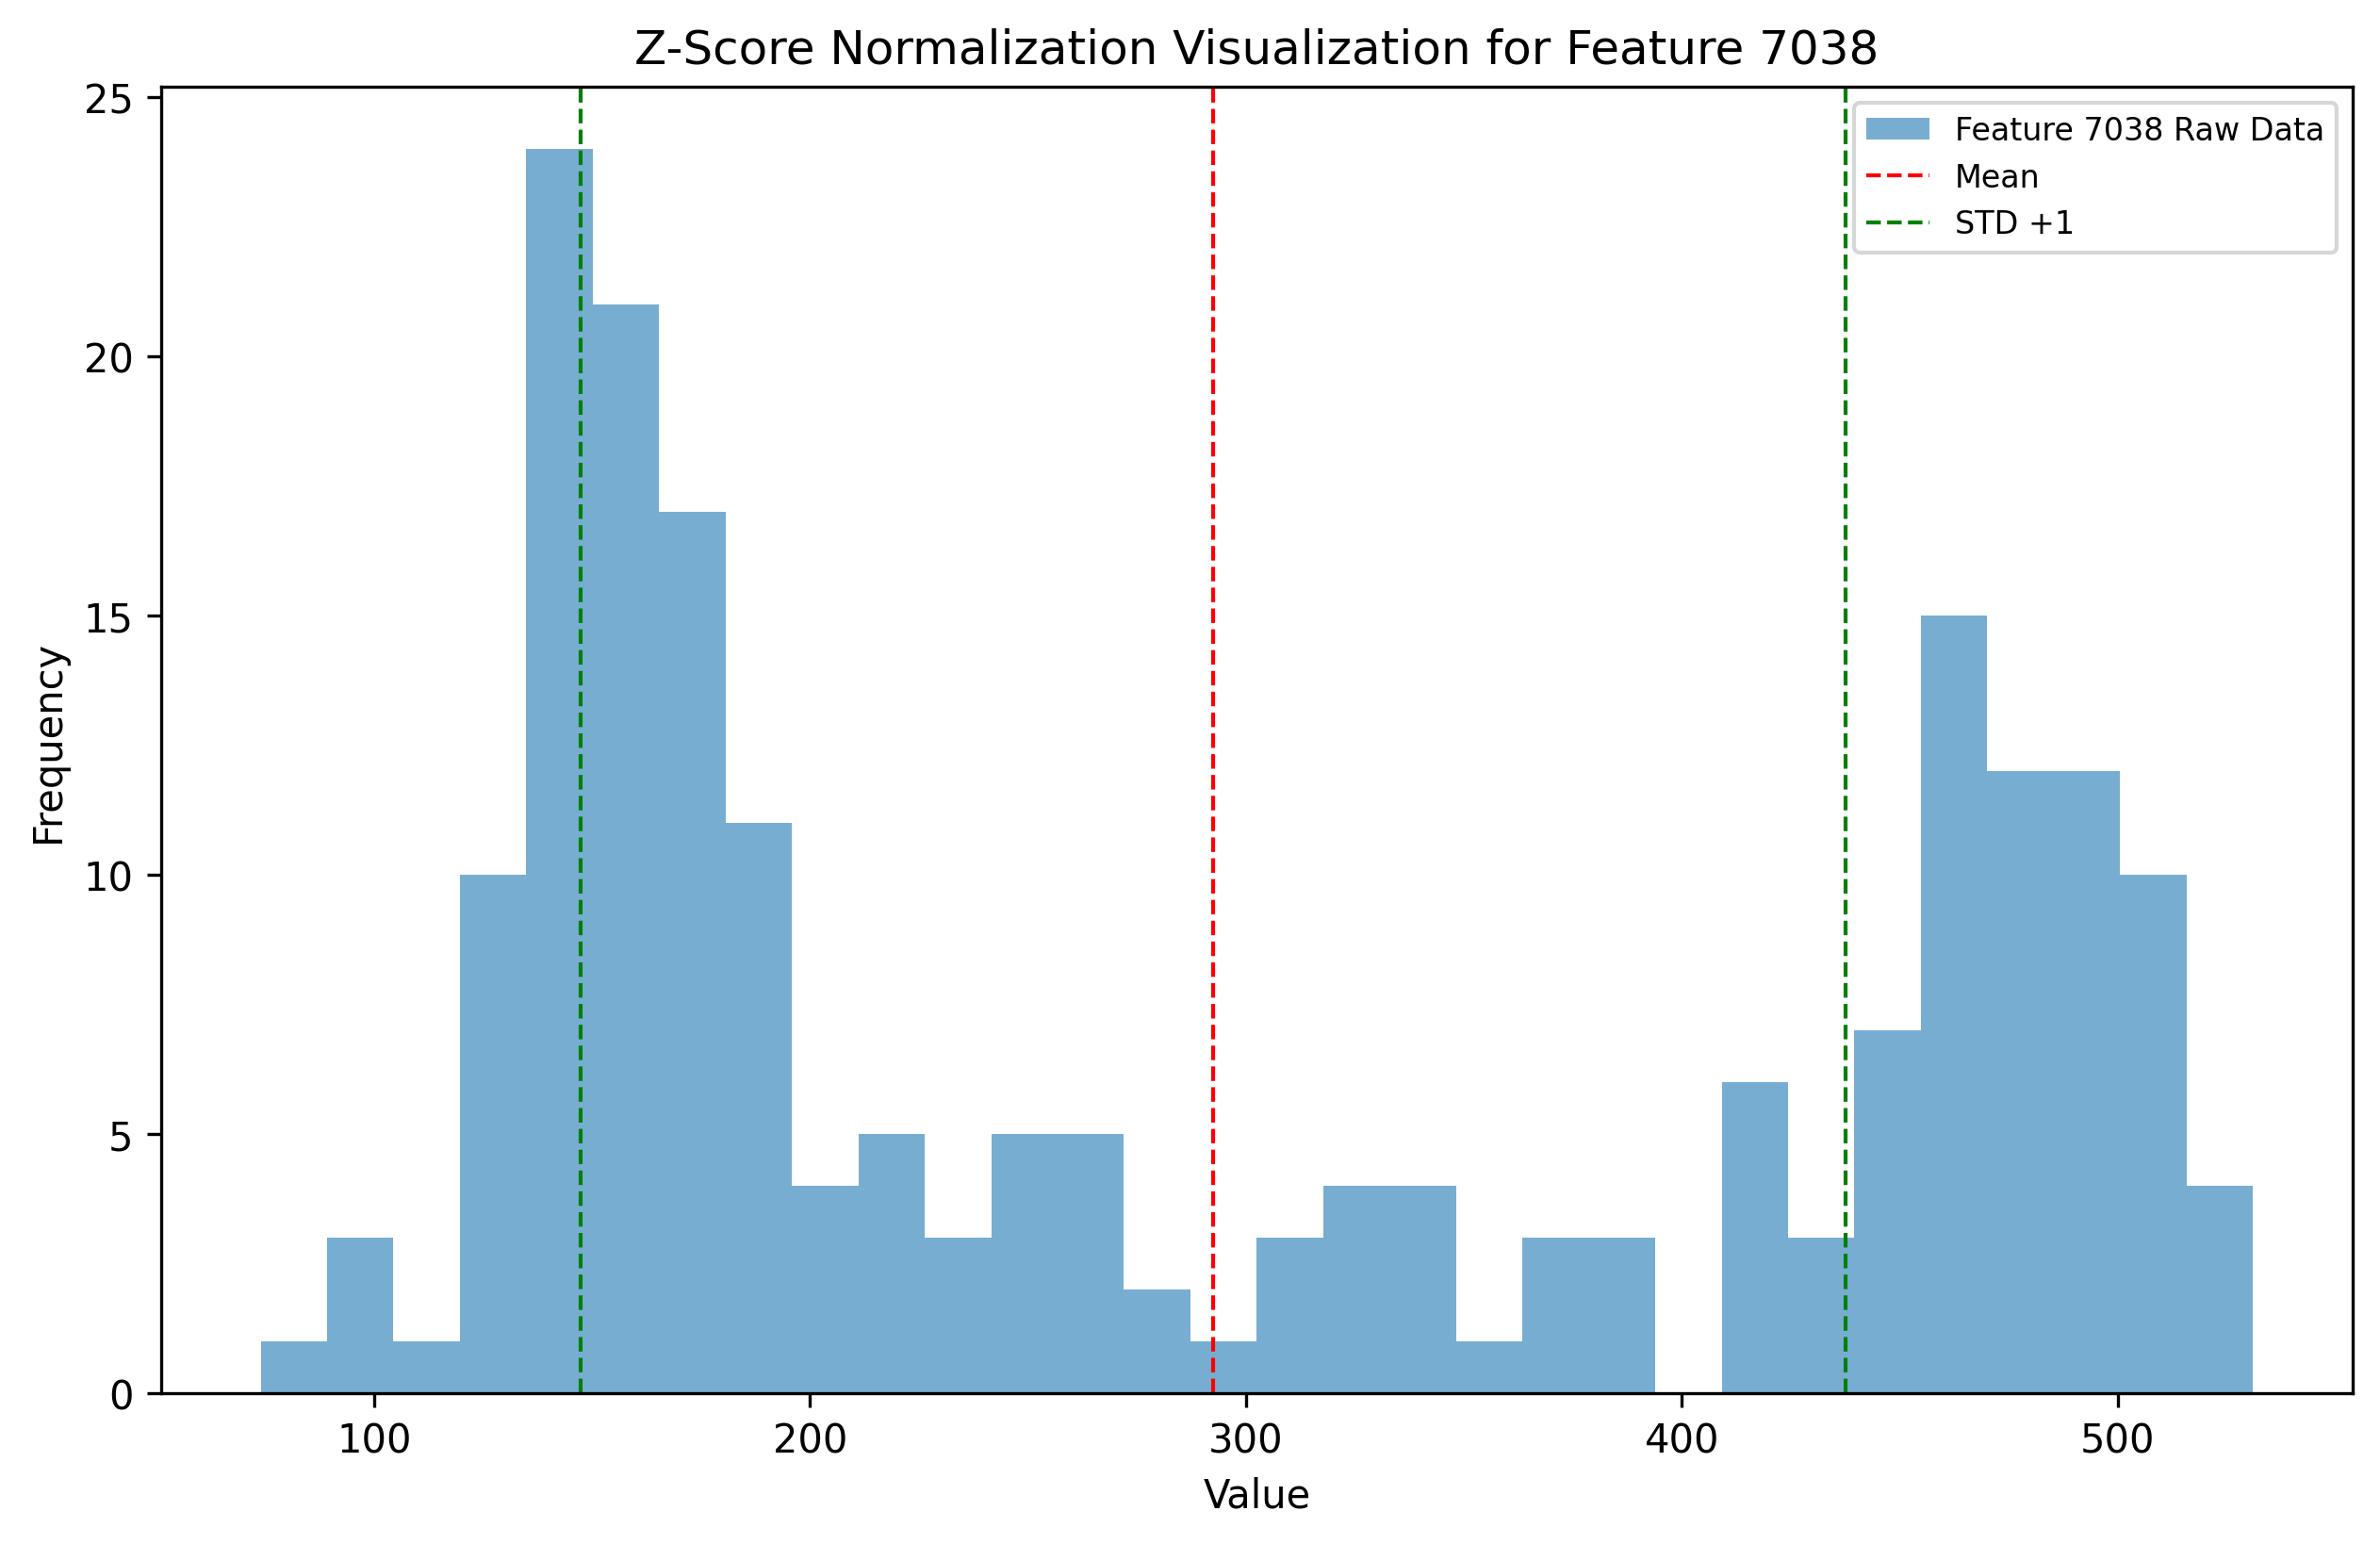 Z-Score Normalization Visualization for Feature 7038
Feature 7038 Raw Data
Mean
STD +1
25
20
15
10
5
0
Frequency
100
200
300
400
500
Value